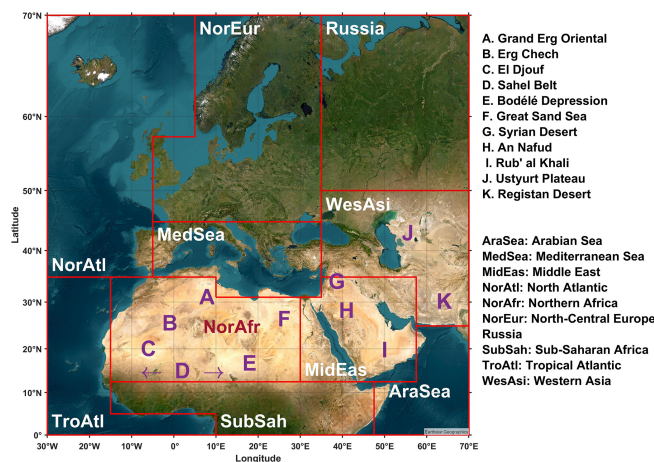 70°N
60°N
50°N
40°N
30°N
20°N
10°N
0°
Latitude
30°W
20°W
10°W
0°
10°E
20°E
30°E
40°E
50°E
60°E
70°E
Longitude
NorEur
Russia
WesAsi
MedSea
NorAtl
NorAfr
MidEas
AraSea
TroAtl
SubSah
A
B
C
D
E
F
G
H
I
J
K
Earthstar Geographics
A. Grand Erg Oriental
B. Erg Chech
C. El Djouf
D. Sahel Belt
E. Bodélé Depression
F. Great Sand Sea
G. Syrian Desert
H. An Nafud
I. Rub' al Khali
J. Ustyurt Plateau
K. Registan Desert
AraSea: Arabian Sea
MedSea: Mediterranean Sea
MidEas: Middle East
NorAtl: North Atlantic
NorAfr: Northern Africa
NorEur: North-Central Europe
Russia
SubSah: Sub-Saharan Africa
TroAtl: Tropical Atlantic
WesAsi: Western Asia